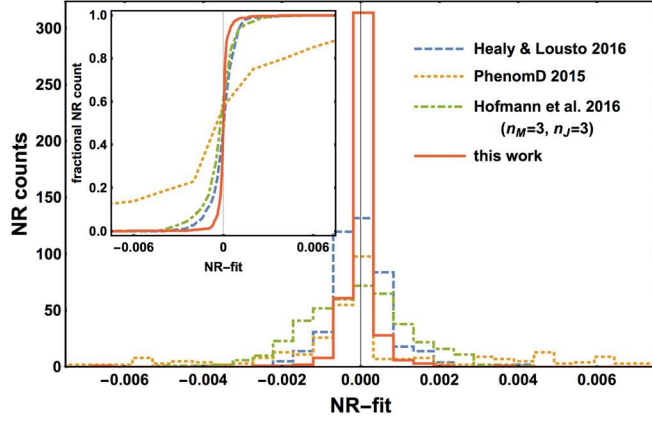 300
250
200
150
100
50
0
NR counts
1.0
0.8
0.6
0.4
0.2
0.0
fractional NR count
−0.006
0
0.006
NR−fit
Healy & Lousto 2016
PhenomD 2015
Hofmann et al. 2016
(nM=3, nJ=3)
this work
−0.006
−0.004
−0.002
0.000
0.002
0.004
0.006
NR−fit